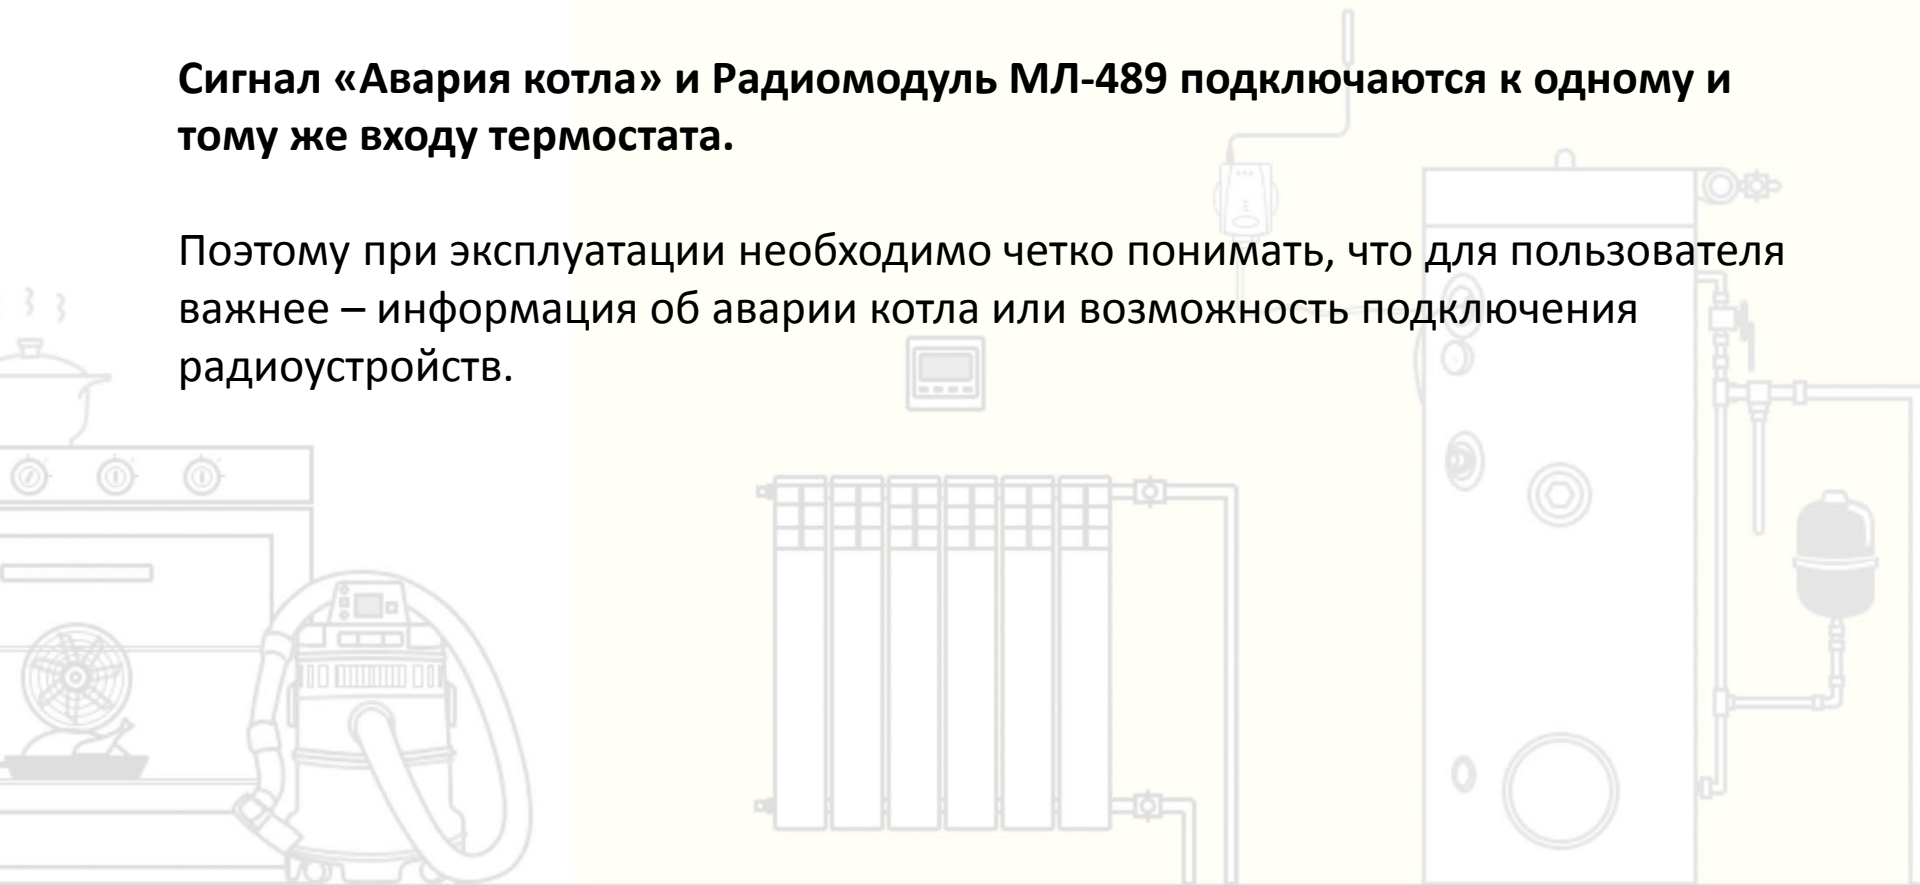 Сигнал «Авария котла» и Радиомодуль МЛ-489 подключаются к одному и
тому же входу термостата.
Поэтому при эксплуатации необходимо четко понимать, что для пользователя
важнее – информация об аварии котла или возможность подключения
радиоустройств.